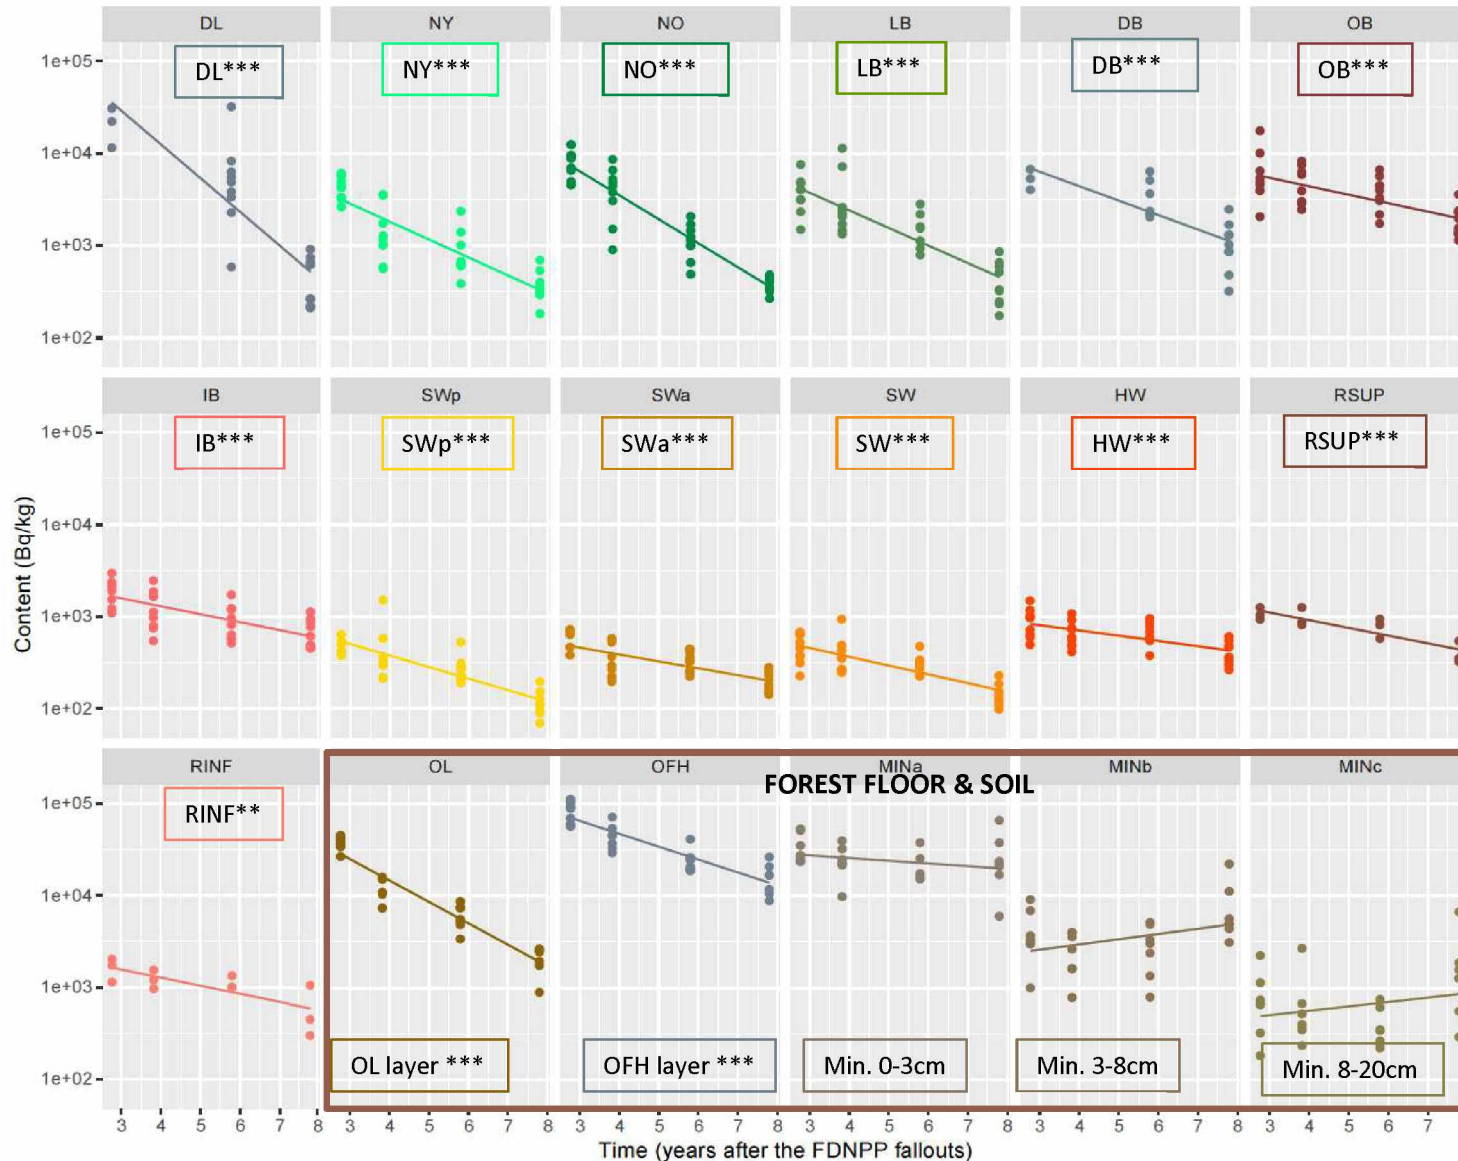 DL NY NO LB DB OB
DL*** NY*** NO*** LB*** DB*** OB***
1e+05
1e+04
1e+03
1e+02
IB SWp SWa SW HW RSUP
IB*** SWp*** SWa*** SW*** HW*** RSUP***
1e+05
1e+04
1e+03
1e+02
Content (Bq/kg)
RINF OL OFH MINa MINb MINc
FOREST FLOOR & SOIL
RINF**
1e+05
1e+04
1e+03
1e+02
OL layer *** OFH layer *** Min. 0-3cm Min. 3-8cm Min. 8-20cm
3 4 5 6 7 8 3 4 5 6 7 8 3 4 5 6 7 8 3 4 5 6 7 8 3 4 5 6 7 8 3 4 5 6 7
Time (years after the FDNPP fallouts)